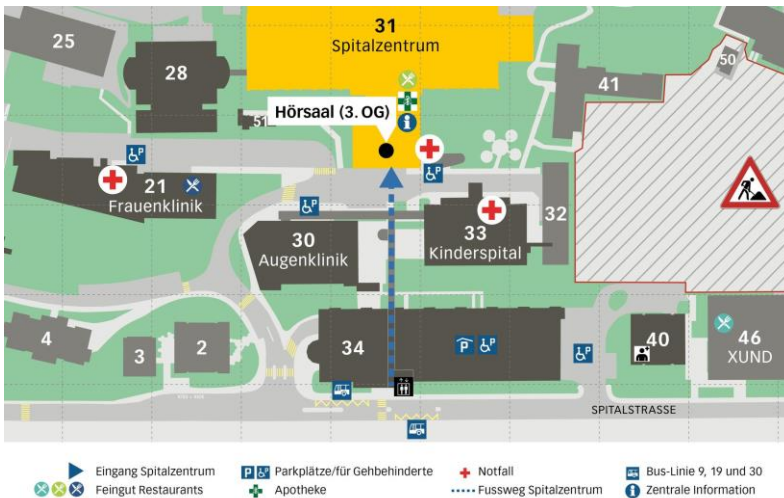 31
Spitalzentrum
25
28
50
41
51
Hörsaal (3. OG)
i
P
P
21
Frauenklinik
P
32
33
Kinderspital
30
Augenklinik
4
3
2
34
P
P
P
40
46
XUND
SPITALSTRASSE
Eingang Spitalzentrum
P
P
Parkplätze/für Gehbehinderte
Notfall
Bus-Linie 9, 19 und 30
Feingut Restaurants
Apotheke
Fussweg Spitalzentrum
i
Zentrale Information